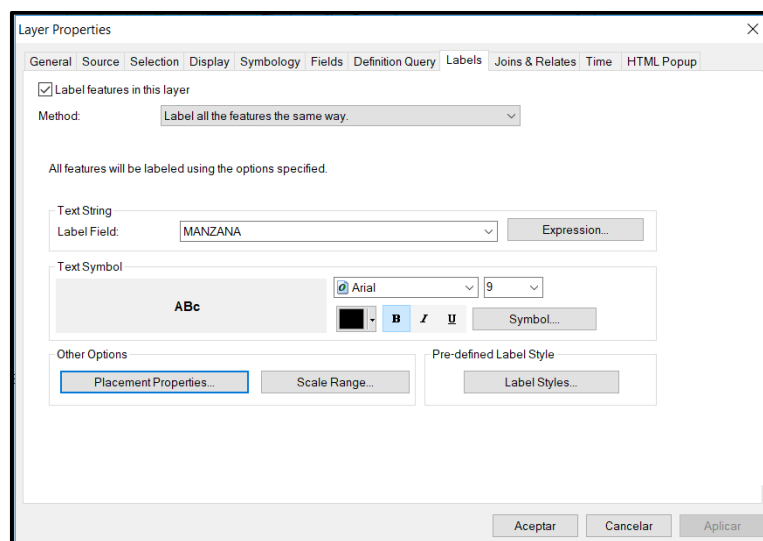 Layer Properties
General Source Selection Display Symbology Fields Definition Query Labels Joins & Relates Time HTML Popup
Label features in this layer
Method: Label all the features the same way.
All features will be labeled using the options specified.
Text String
Label Field: MANZANA Expression...
Text Symbol
ABc
Arial 9
B I U Symbol...
Other Options Pre-defined Label Style
Placement Properties... Scale Range... Label Styles...
Aceptar Cancelar Aplicar